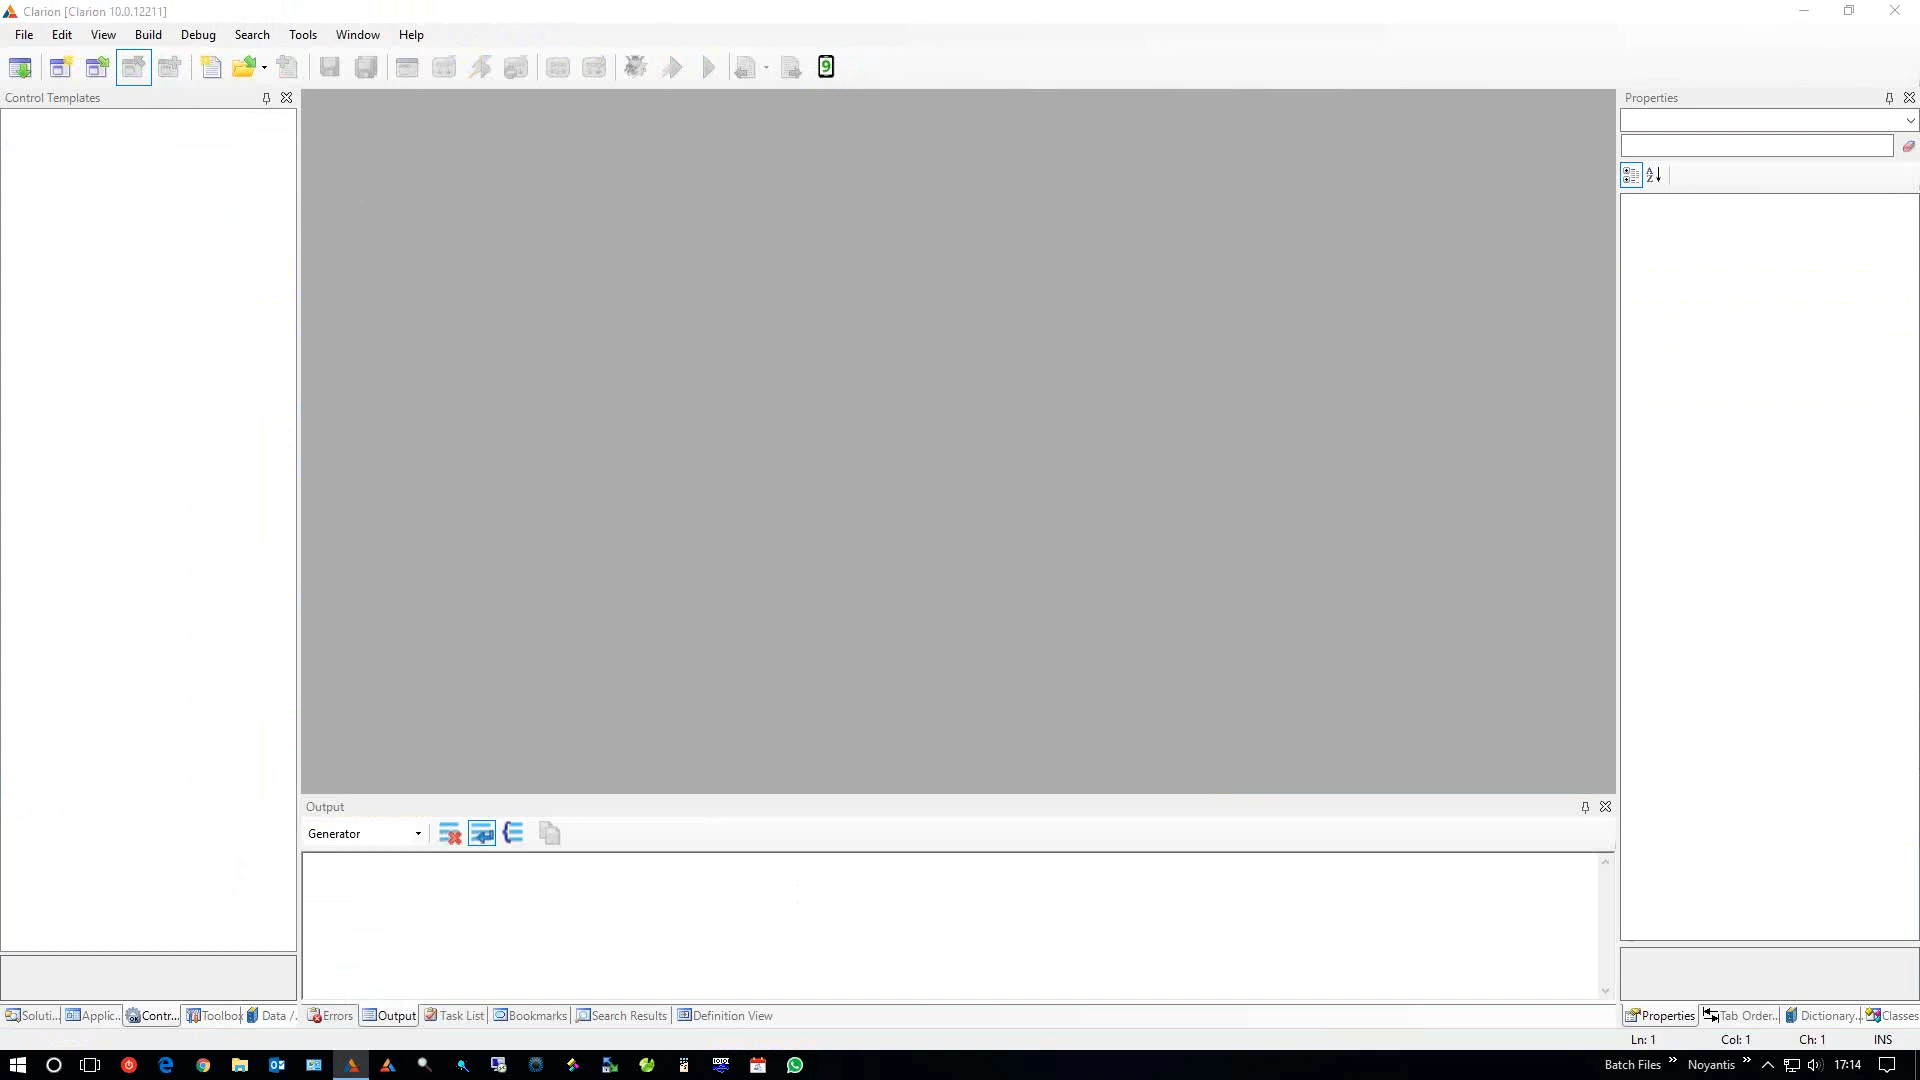 Clarion [Clarion 10.0.12211]
File Edit View Build Debug Search Tools Window Help
9
Control Templates
Properties
Output
Generator
Soluti... Applic... Contr... Toolbox Data /.
Errors Output Task List Bookmarks Search Results Definition View
Properties Tab Order... Dictionary... Classes
Ln: 1 Col: 1 Ch: 1 INS
Batch Files Noyantis 17:14